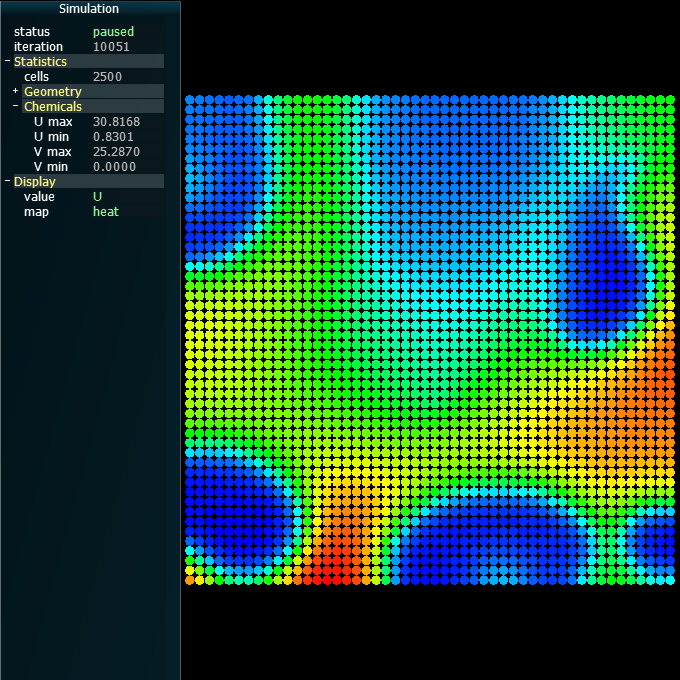 Simulation
status paused
iteration 10051
- Statistics
cells 2500
+ Geometry
- Chemicals
U max 30.8168
U min 0.8301
V max 25.2870
V min 0.0000
- Display
value U
map heat